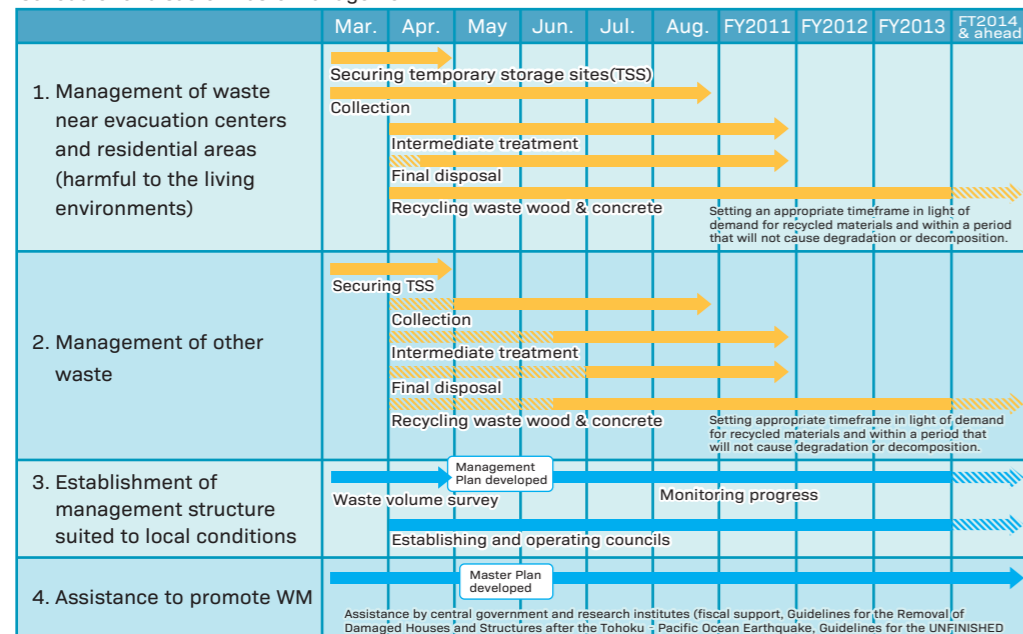 Mar. Apr. May Jun. Jul. Aug. FY2011 FY2012 FY2013 FT2014 & ahead
1. Management of waste
near evacuation centers
and residential areas
(harmful to the living
environments)
Securing temporary storage sites(TSS)
Collection
Intermediate treatment
Final disposal
Recycling waste wood & concrete
Setting an appropriate timeframe in light of
demand for recycled materials and within a period
that will not cause degradation or decomposition.
2. Management of other
waste
Securing TSS
Collection
Intermediate treatment
Final disposal
Recycling waste wood & concrete
Setting appropriate timeframe in light of demand
for recycled materials and within a period that
will not cause degradation or decomposition.
3. Establishment of
management structure
suited to local conditions
Management
Plan developed
Waste volume survey
Monitoring progress
Establishing and operating councils
4. Assistance to promote WM
Master Plan
developed
Assistance by central government and research institutes (fiscal support, Guidelines for the Removal of
Damaged Houses and Structures after the Tohoku - Pacific Ocean Earthquake, Guidelines for the UNFINISHED